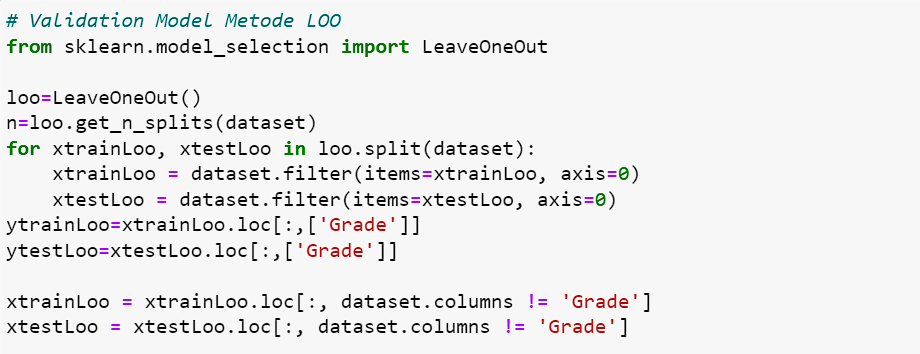 # Validation Model Metode LOO
from sklearn.model_selection import LeaveOneOut

loo=LeaveOneOut()
n=loo.get_n_splits(dataset)
for xtrainLoo, xtestLoo in loo.split(dataset):
    xtrainLoo = dataset.filter(items=xtrainLoo, axis=0)
    xtestLoo = dataset.filter(items=xtestLoo, axis=0)
ytrainLoo=xtrainLoo.loc[:,['Grade']]
ytestLoo=xtestLoo.loc[:,['Grade']]

xtrainLoo = xtrainLoo.loc[:, dataset.columns != 'Grade']
xtestLoo = xtestLoo.loc[:, dataset.columns != 'Grade']